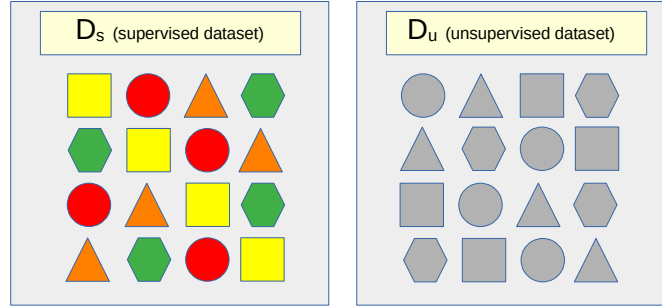 Ds (supervised dataset)
Du (unsupervised dataset)